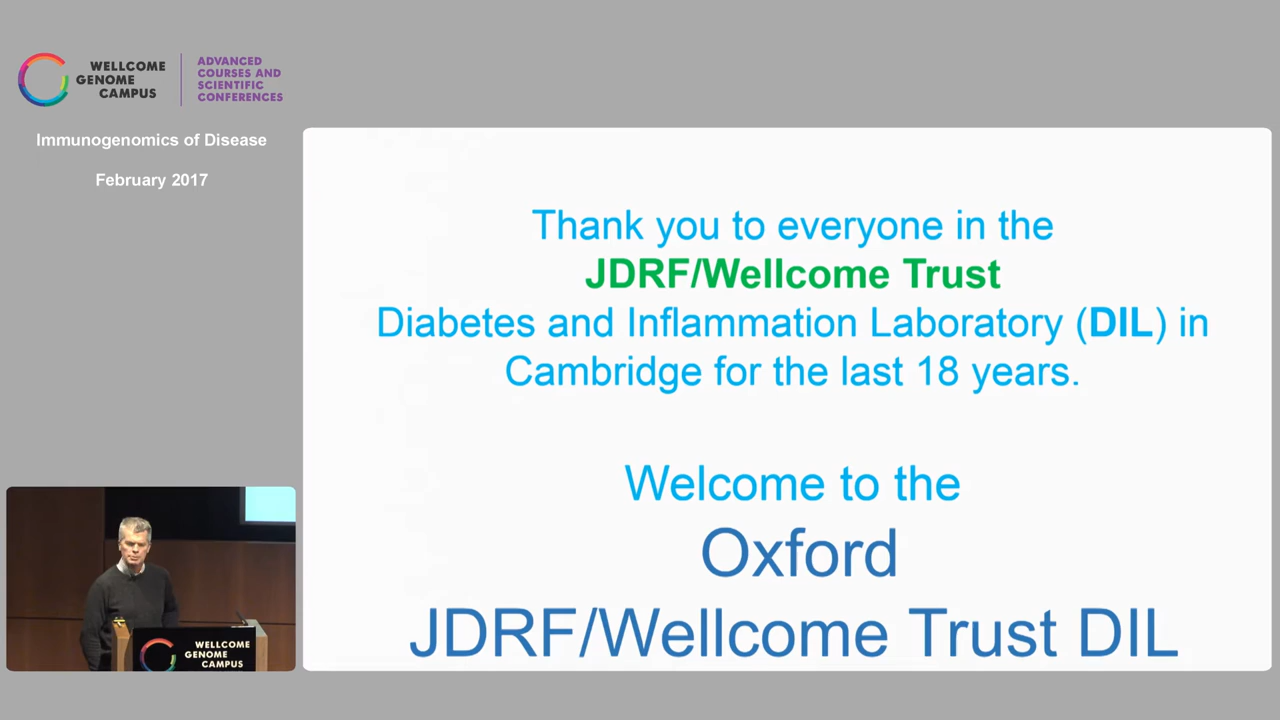 WELLCOME
GENOME
CAMPUS
ADVANCED
COURSES AND
SCIENTIFIC
CONFERENCES
Immunogenomics of Disease
February 2017
Thank you to everyone in the
JDRF/Wellcome Trust
Diabetes and Inflammation Laboratory (DIL) in
Cambridge for the last 18 years.
Welcome to the
Oxford
JDRF/Wellcome Trust DIL
WELLCOME
GENOME
CAMPUS